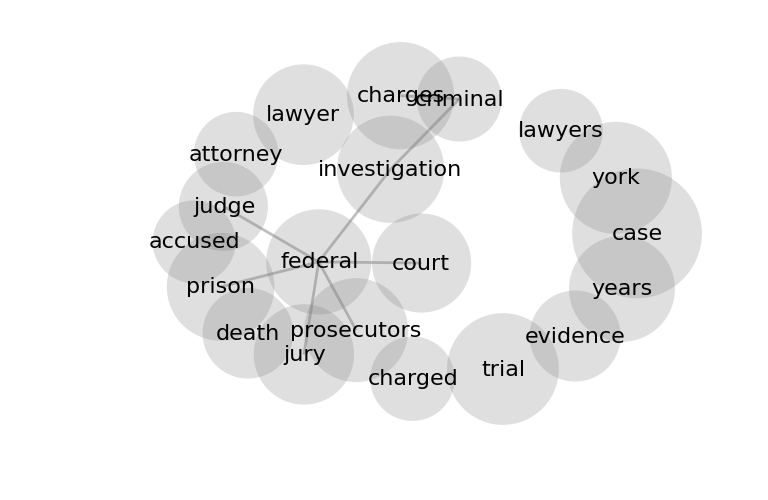 charges
criminal
lawyer
lawyers
attorney
investigation
york
judge
case
accused
federal
court
prison
years
death
prosecutors
evidence
jury
trial
charged